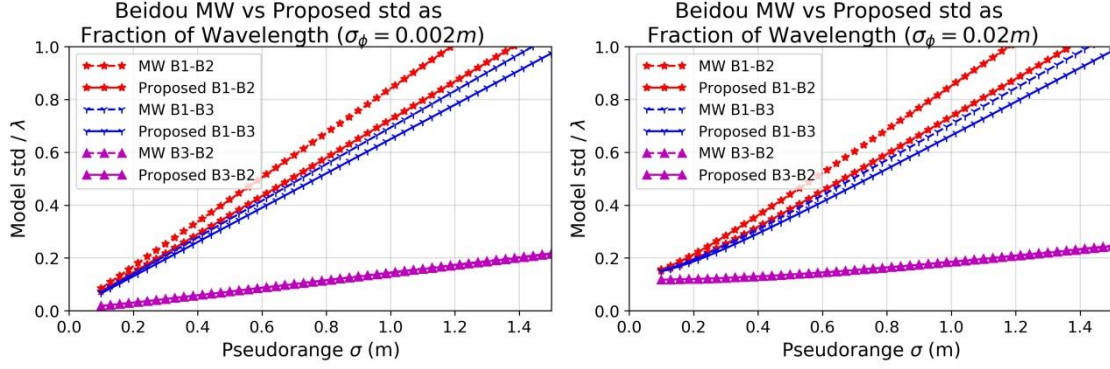 Beidou MW vs Proposed std as
Fraction of Wavelength (σϕ = 0.002m)
1.0
0.8
0.6
0.4
0.2
0.0
Model std / λ
MW B1-B2
Proposed B1-B2
MW B1-B3
Proposed B1-B3
MW B3-B2
Proposed B3-B2
0.0 0.2 0.4 0.6 0.8 1.0 1.2 1.4
Pseudorange σ (m)
Beidou MW vs Proposed std as
Fraction of Wavelength (σϕ = 0.02m)
1.0
0.8
0.6
0.4
0.2
0.0
Model std / λ
MW B1-B2
Proposed B1-B2
MW B1-B3
Proposed B1-B3
MW B3-B2
Proposed B3-B2
0.0 0.2 0.4 0.6 0.8 1.0 1.2 1.4
Pseudorange σ (m)